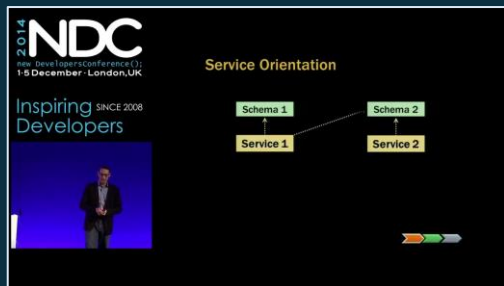 2014
NDC
new DevelopersConference();
1-5 December · London,UK
Inspiring SINCE 2008
Developers
Service Orientation
Schema 1
Schema 2
Service 1
Service 2